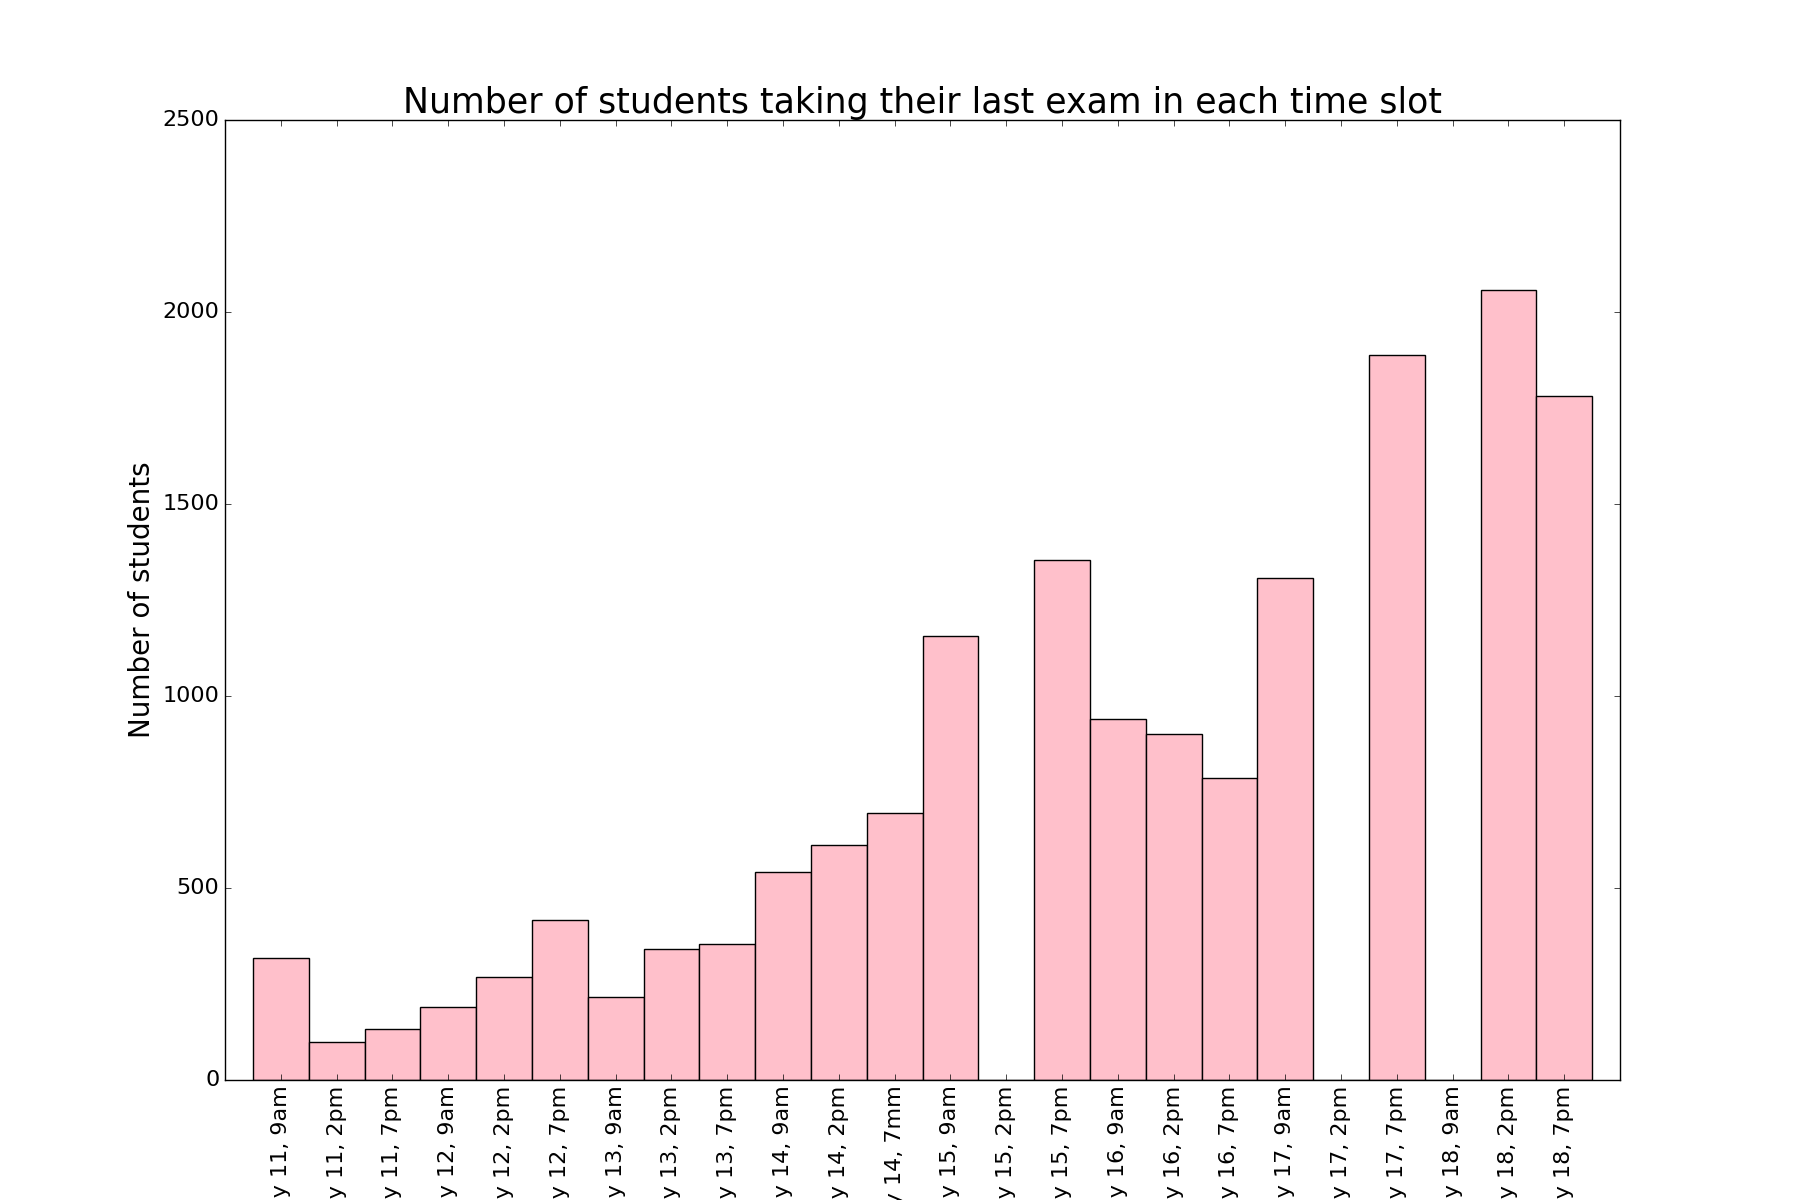 Number of students taking their last exam in each time slot
Number of students
2500
2000
1500
1000
500
0
y 11, 9am
y 11, 2pm
y 11, 7pm
y 12, 9am
y 12, 2pm
y 12, 7pm
y 13, 9am
y 13, 2pm
y 13, 7pm
y 14, 9am
y 14, 2pm
y 14, 7mm
y 15, 9am
y 15, 2pm
y 15, 7pm
y 16, 9am
y 16, 2pm
y 16, 7pm
y 17, 9am
y 17, 2pm
y 17, 7pm
y 18, 9am
y 18, 2pm
y 18, 7pm